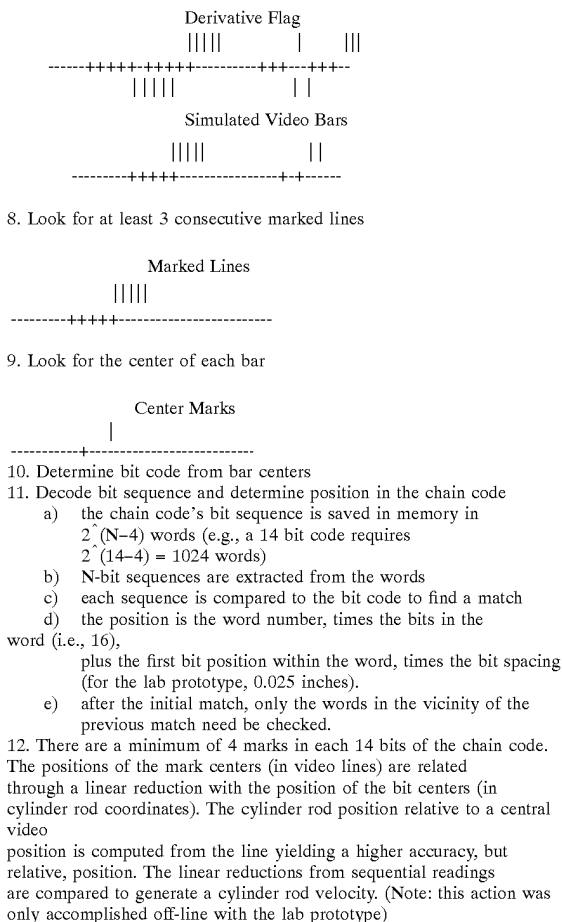 Derivative Flag
||||| | |||
------+++++-+++++----------+++---+++--
||||| | |
Simulated Video Bars
||||| | |
---------+++++----------------+-+------
8. Look for at least 3 consecutive marked lines
Marked Lines
|||||
---------+++++-------------------------
9. Look for the center of each bar
Center Marks
|
-----------+---------------------------
10. Determine bit code from bar centers
11. Decode bit sequence and determine position in the chain code
a) the chain code's bit sequence is saved in memory in
2^(N–4) words (e.g., a 14 bit code requires
2^(14–4) = 1024 words)
b) N-bit sequences are extracted from the words
c) each sequence is compared to the bit code to find a match
d) the position is the word number, times the bits in the
word (i.e., 16),
plus the first bit position within the word, times the bit spacing
(for the lab prototype, 0.025 inches).
e) after the initial match, only the words in the vicinity of the
previous match need be checked.
12. There are a minimum of 4 marks in each 14 bits of the chain code.
The positions of the mark centers (in video lines) are related
through a linear reduction with the position of the bit centers (in
cylinder rod coordinates). The cylinder rod position relative to a central
video
position is computed from the line yielding a higher accuracy, but
relative, position. The linear reductions from sequential readings
are compared to generate a cylinder rod velocity. (Note: this action was
only accomplished off-line with the lab prototype)